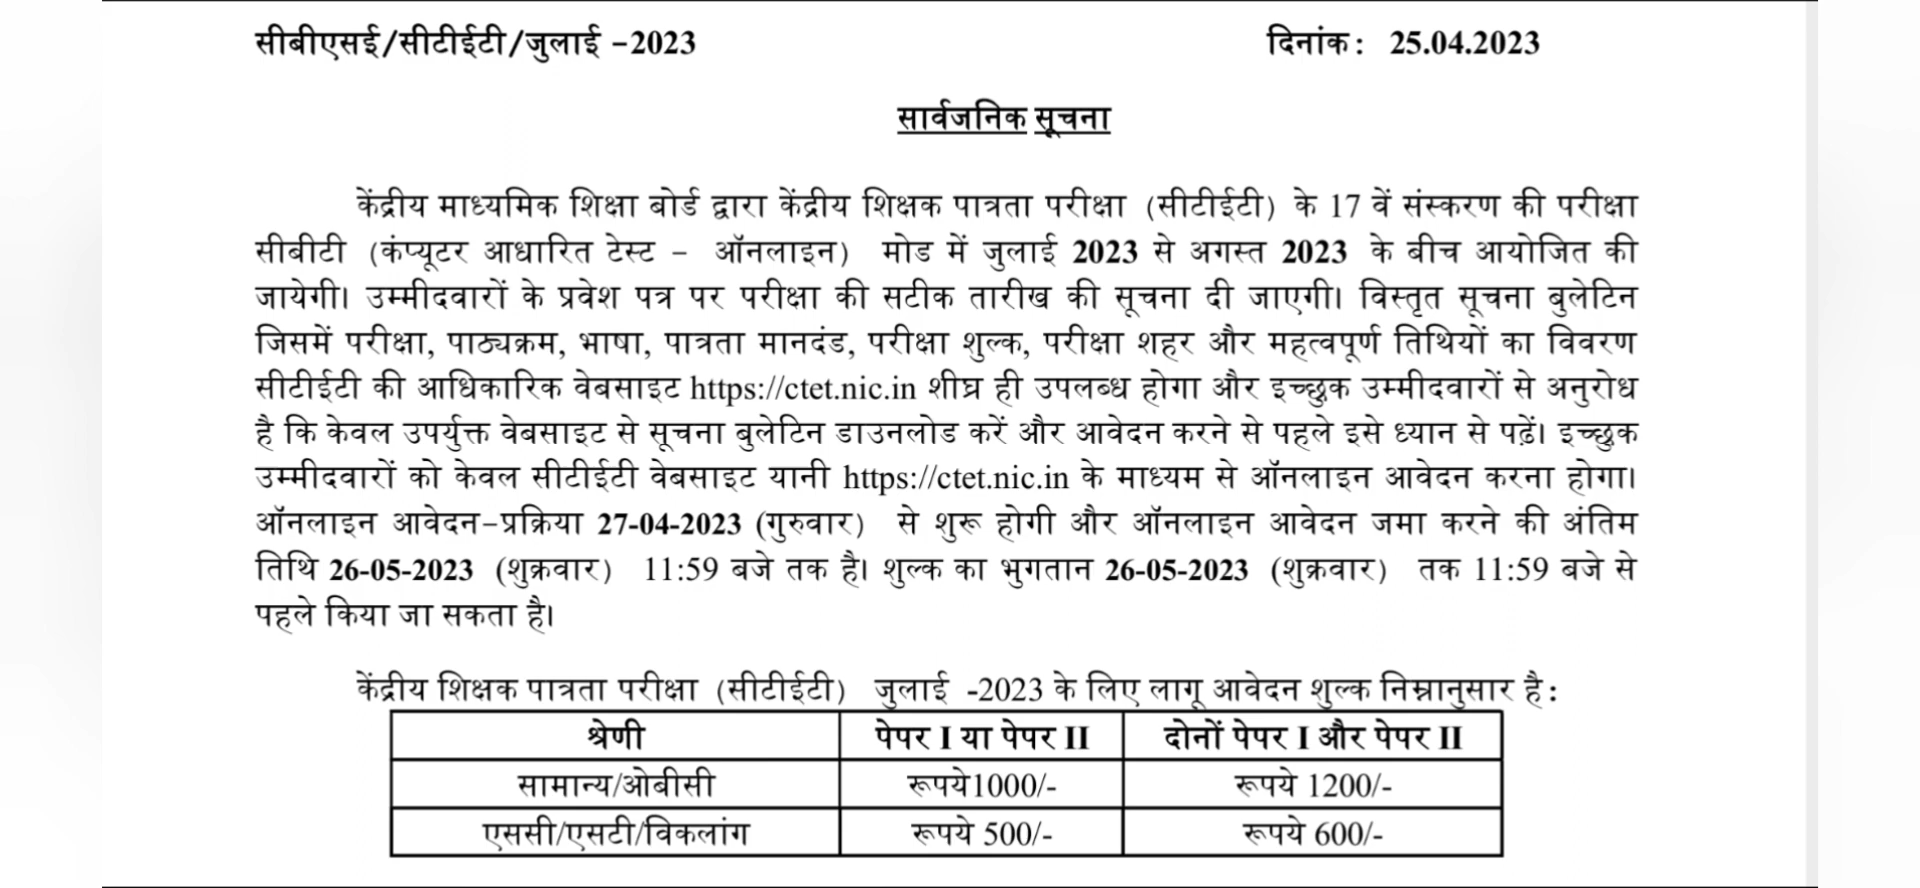 सीबीएसई/सीटीईटी/जुलाई -2023 दिनांक: 25.04.2023
सार्वजनिक सूचना
केंद्रीय माध्यमिक शिक्षा बोर्ड द्वारा केंद्रीय शिक्षक पात्रता परीक्षा (सीटीईटी) के 17 वें संस्करण की परीक्षा
सीबीटी (कंप्यूटर आधारित टेस्ट - ऑनलाइन) मोड में जुलाई 2023 से अगस्त 2023 के बीच आयोजित की
जायेगी। उम्मीदवारों के प्रवेश पत्र पर परीक्षा की सटीक तारीख की सूचना दी जाएगी। विस्तृत सूचना बुलेटिन
जिसमें परीक्षा, पाठ्यक्रम, भाषा, पात्रता मानदंड, परीक्षा शुल्क, परीक्षा शहर और महत्वपूर्ण तिथियों का विवरण
सीटीईटी की आधिकारिक वेबसाइट https://ctet.nic.in शीघ्र ही उपलब्ध होगा और इच्छुक उम्मीदवारों से अनुरोध
है कि केवल उपर्युक्त वेबसाइट से सूचना बुलेटिन डाउनलोड करें और आवेदन करने से पहले इसे ध्यान से पढ़ें। इच्छुक
उम्मीदवारों को केवल सीटीईटी वेबसाइट यानी https://ctet.nic.in के माध्यम से ऑनलाइन आवेदन करना होगा।
ऑनलाइन आवेदन-प्रक्रिया 27-04-2023 (गुरुवार) से शुरू होगी और ऑनलाइन आवेदन जमा करने की अंतिम
तिथि 26-05-2023 (शुक्रवार) 11:59 बजे तक है। शुल्क का भुगतान 26-05-2023 (शुक्रवार) तक 11:59 बजे से
पहले किया जा सकता है।
केंद्रीय शिक्षक पात्रता परीक्षा (सीटीईटी) जुलाई -2023 के लिए लागू आवेदन शुल्क निम्नानुसार है:
श्रेणी पेपर I या पेपर II दोनों पेपर I और पेपर II
सामान्य/ओबीसी रूपये1000/- रूपये 1200/-
एससी/एसटी/विकलांग रूपये 500/- रूपये 600/-